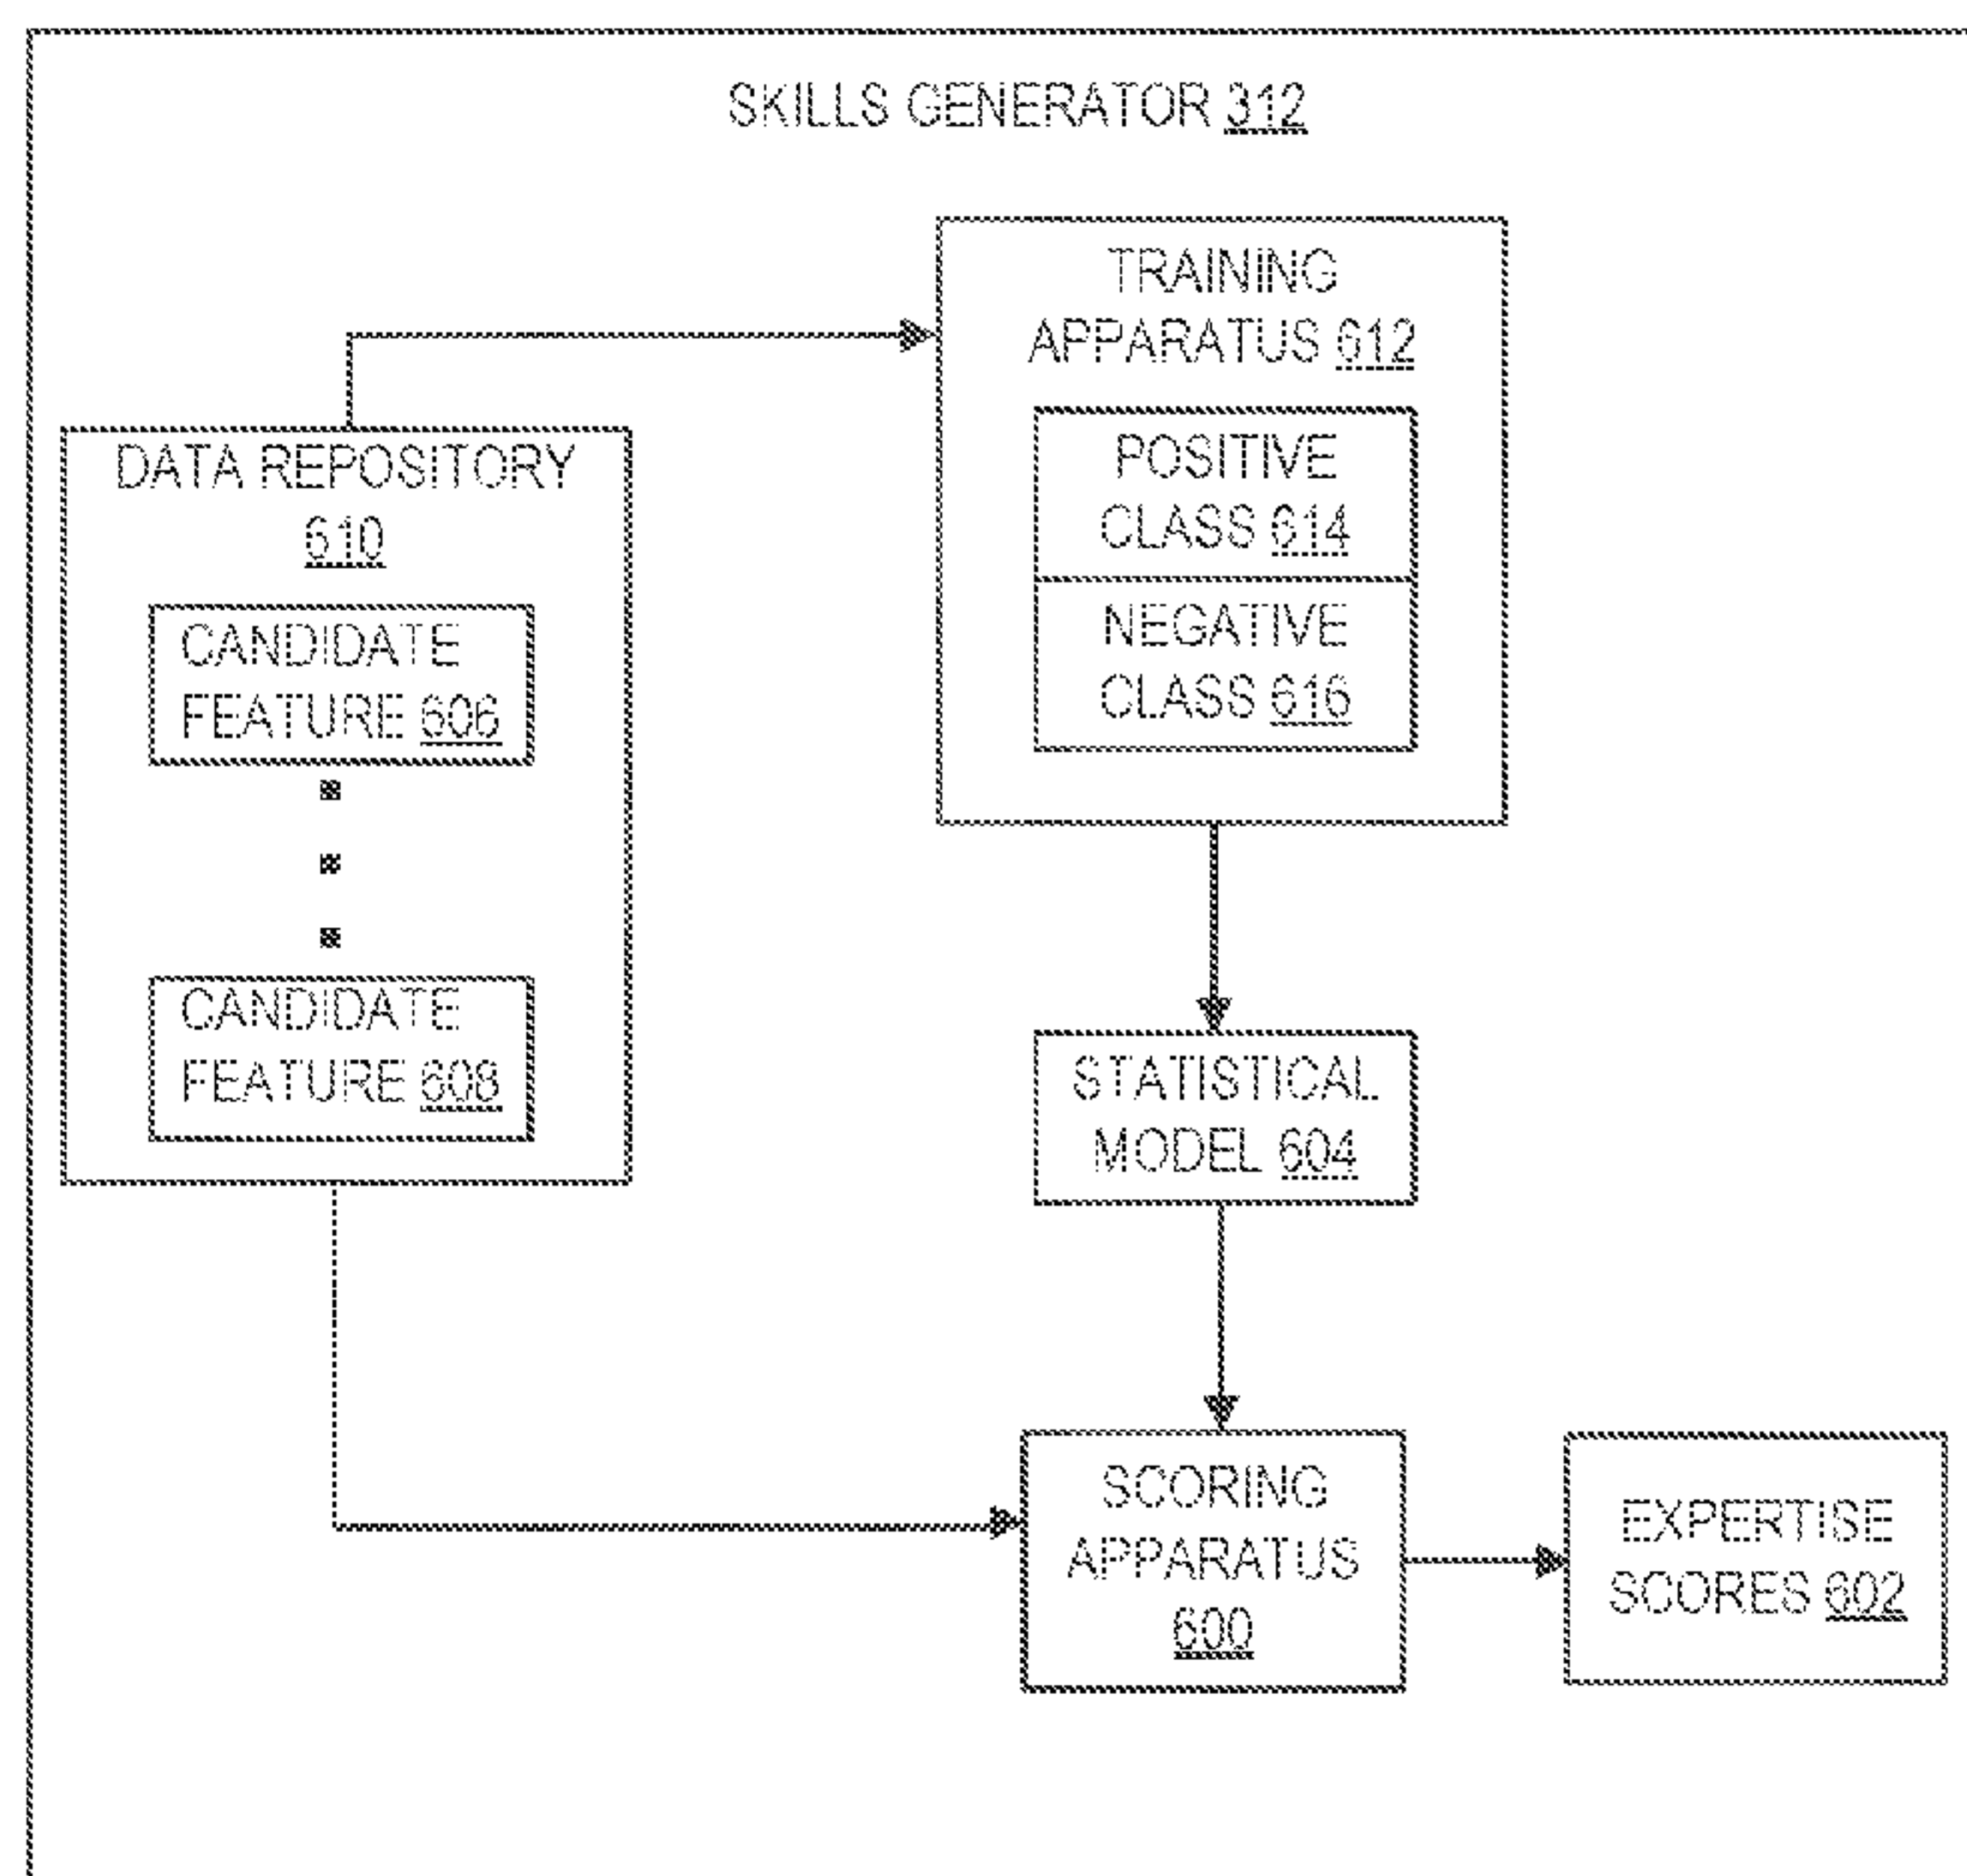 SKILLS GENERATOR 312
TRAINING
APPARATUS 612
POSITIVE
CLASS 614
NEGATIVE
CLASS 616
DATA REPOSITORY
610
CANDIDATE
FEATURE 606
CANDIDATE
FEATURE 608
STATISTICAL
MODEL 604
SCORING
APPARATUS
600
EXPERTISE
SCORES 602